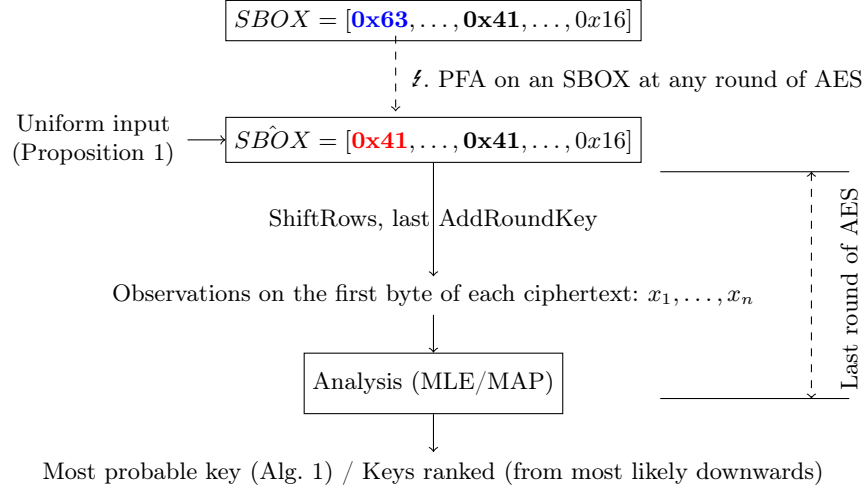 SBOX = [0x63, . . . , 0x41, . . . , 0x16]
↯. PFA on an SBOX at any round of AES
Uniform input
(Proposition 1)
SB̂OX = [0x41, . . . , 0x41, . . . , 0x16]
ShiftRows, last AddRoundKey
Observations on the first byte of each ciphertext: x₁, . . . , xₙ
Analysis (MLE/MAP)
Last round of AES
Most probable key (Alg. 1) / Keys ranked (from most likely downwards)